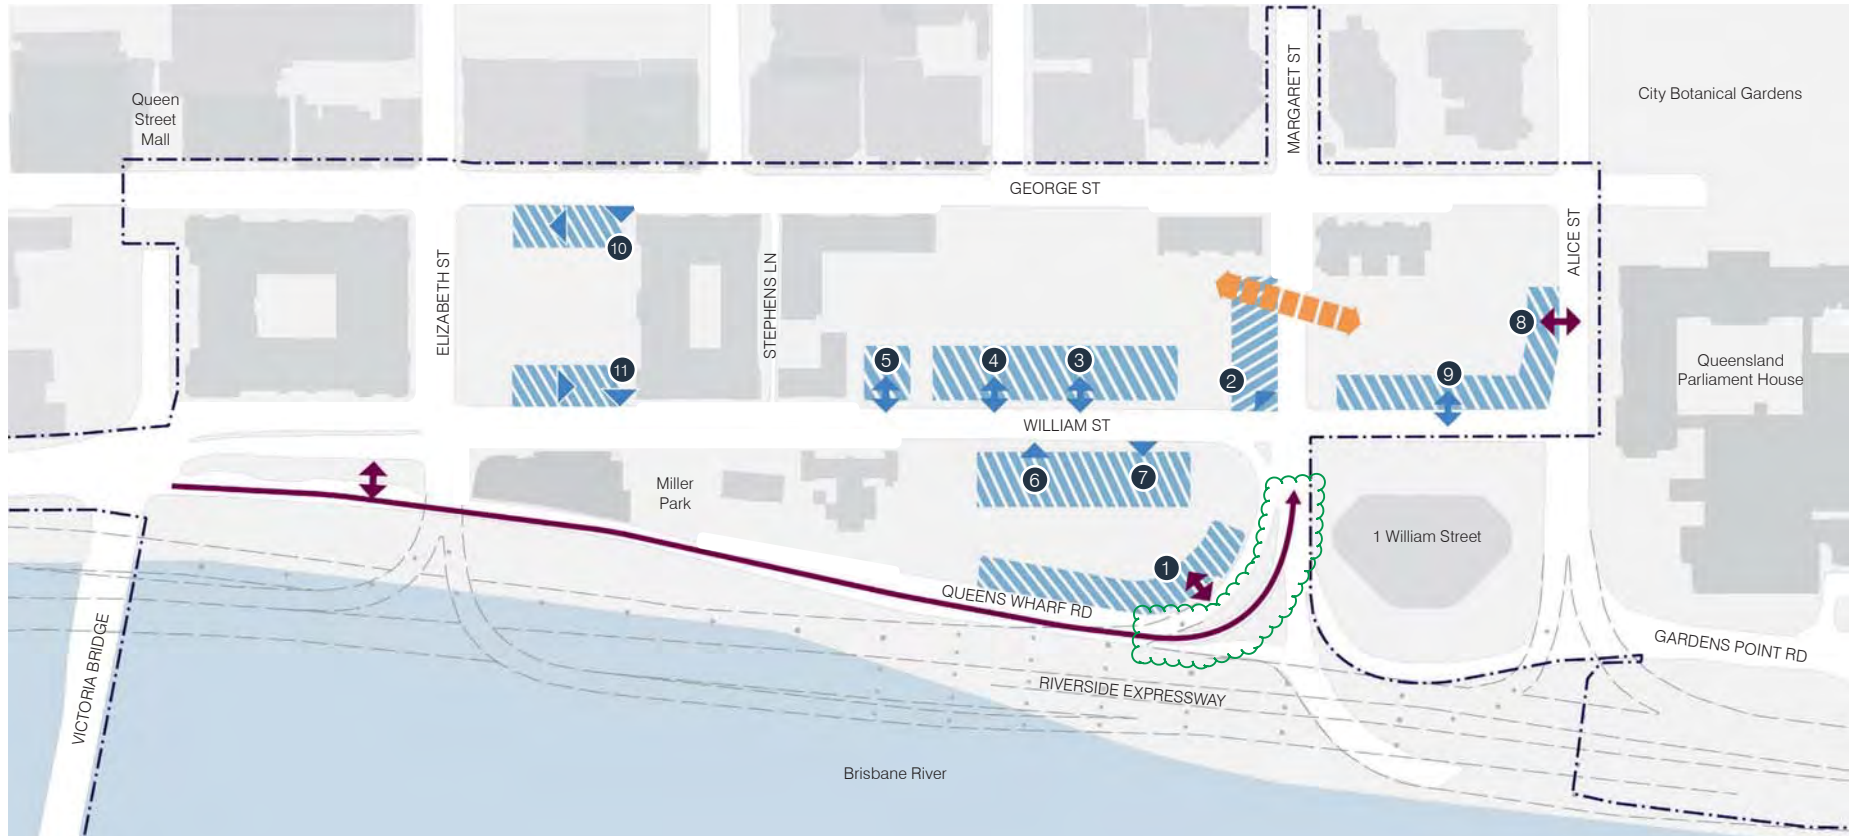 MARGARET ST
Queen
Street
Mall
City Botanical Gardens
GEORGE ST
10
ELIZABETH ST
STEPHENS LN
ALICE ST
8
5
4
3
2
11
9
Queensland
Parliament House
WILLIAM ST
6
7
Miller
Park
1 William Street
1
QUEENS WHARF RD
VICTORIA BRIDGE
GARDENS POINT RD
RIVERSIDE EXPRESSWAY
Brisbane River